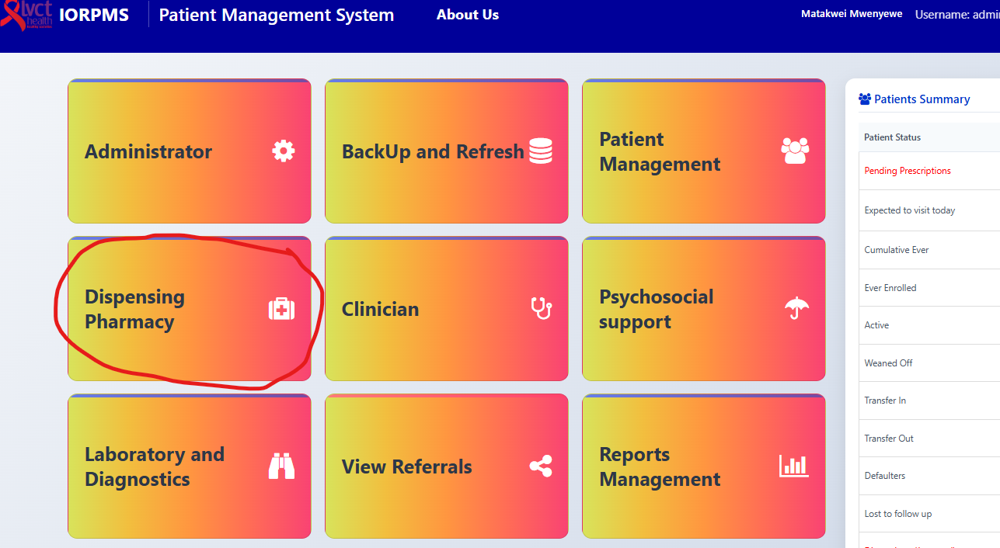 lvct
health
IORPMS
Patient Management System
About Us
Matakwei Mwenyewe
Username: admi
Administrator
BackUp and Refresh
Patient
Management
Dispensing
Pharmacy
Clinician
Psychosocial
support
Laboratory and
Diagnostics
View Referrals
Reports
Management
Patients Summary
Patient Status
Pending Prescriptions
Expected to visit today
Cumulative Ever
Ever Enrolled
Active
Weaned Off
Transfer In
Transfer Out
Defaulters
Lost to follow up